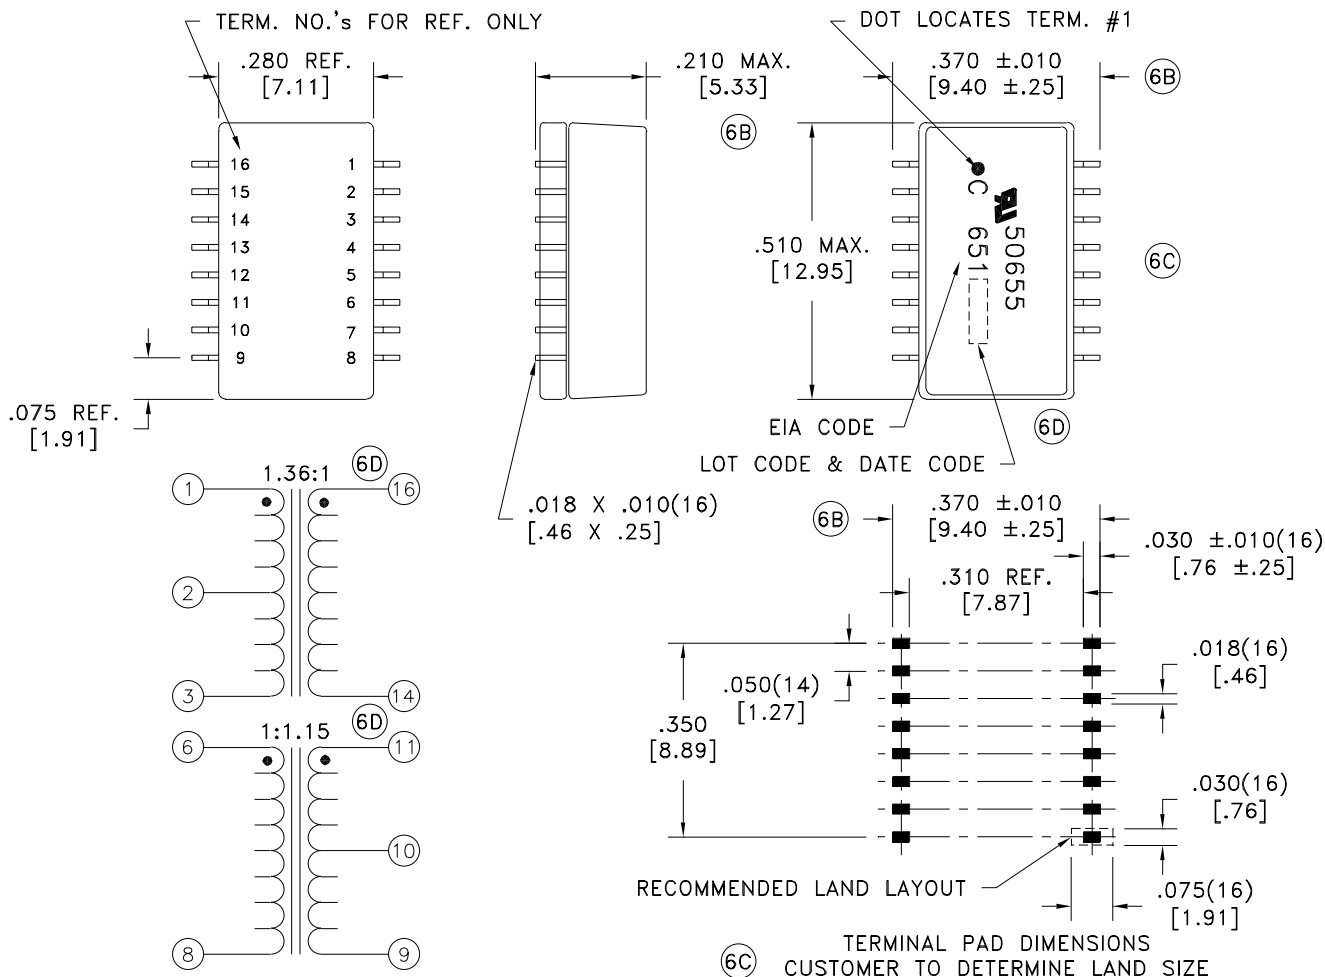 TERM. NO.'s FOR REF. ONLY
DOT LOCATES TERM. #1
.280 REF.
[7.11]
.210 MAX.
[5.33]
6B
.370 ±.010
[9.40 ±.25]
6B
16 1
15 2
14 3
13 4
12 5
11 6
10 7
9 8
.075 REF.
[1.91]
.018 X .010(16)
[.46 X .25]
.510 MAX.
[12.95]
C
50655
651
6C
EIA CODE
6D
LOT CODE & DATE CODE
1.36:1
6D
1
16
2
3
14
1:1.15
6D
6
11
10
8
9
6B
.370 ±.010
[9.40 ±.25]
.030 ±.010(16)
[.76 ±.25]
.310 REF.
[7.87]
.018(16)
[.46]
.050(14)
[1.27]
.350
[8.89]
.030(16)
[.76]
RECOMMENDED LAND LAYOUT
.075(16)
[1.91]
6C
TERMINAL PAD DIMENSIONS
CUSTOMER TO DETERMINE LAND SIZE